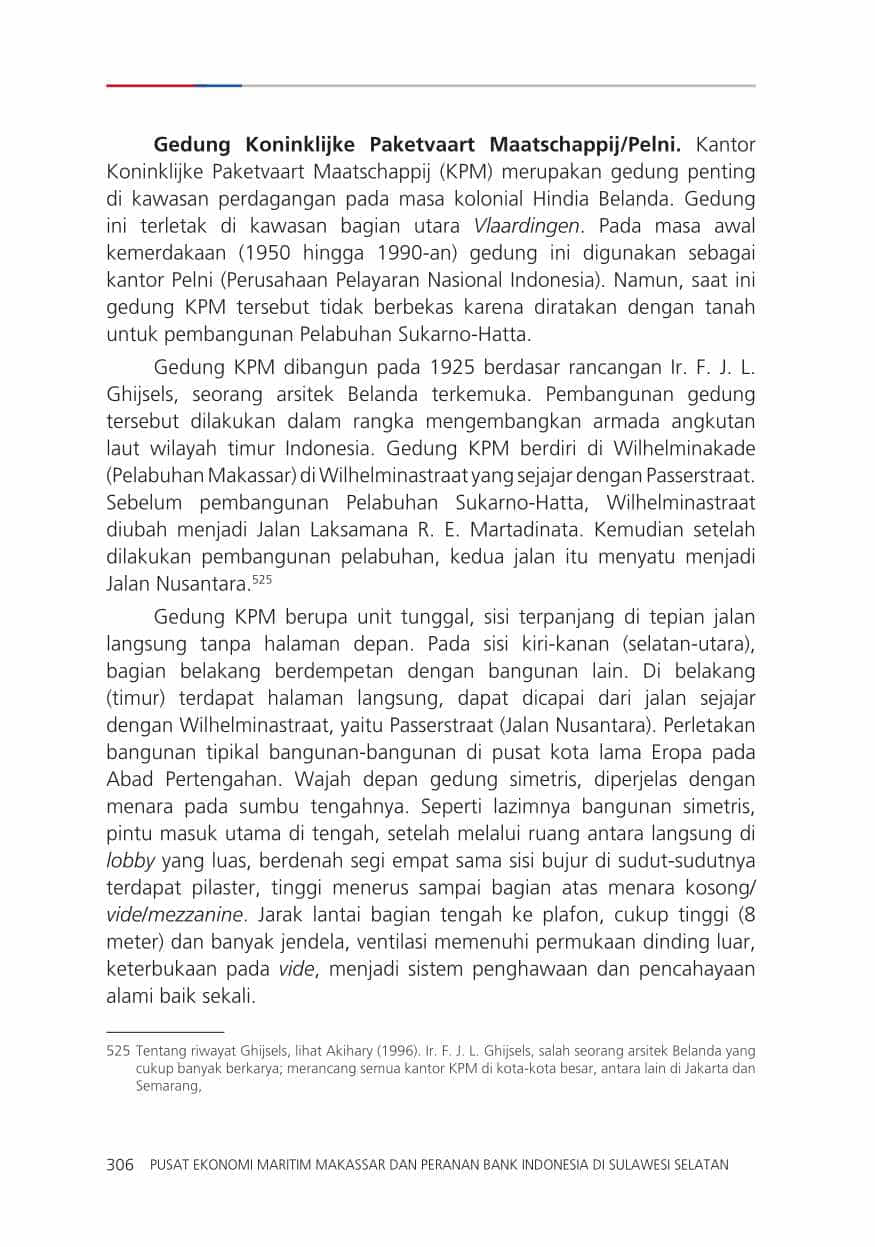 Gedung Koninklijke Paketvaart Maatschappij/Pelni. Kantor
Koninklijke Paketvaart Maatschappij (KPM) merupakan gedung penting
di kawasan perdagangan pada masa kolonial Hindia Belanda. Gedung
ini terletak di kawasan bagian utara Vlaardingen. Pada masa awal
kemerdakaan (1950 hingga 1990-an) gedung ini digunakan sebagai
kantor Pelni (Perusahaan Pelayaran Nasional Indonesia). Namun, saat ini
gedung KPM tersebut tidak berbekas karena diratakan dengan tanah
untuk pembangunan Pelabuhan Sukarno-Hatta.
Gedung KPM dibangun pada 1925 berdasar rancangan Ir. F. J. L.
Ghijsels, seorang arsitek Belanda terkemuka. Pembangunan gedung
tersebut dilakukan dalam rangka mengembangkan armada angkutan
laut wilayah timur Indonesia. Gedung KPM berdiri di Wilhelminakade
(Pelabuhan Makassar) di Wilhelminastraat yang sejajar dengan Passerstraat.
Sebelum pembangunan Pelabuhan Sukarno-Hatta, Wilhelminastraat
diubah menjadi Jalan Laksamana R. E. Martadinata. Kemudian setelah
dilakukan pembangunan pelabuhan, kedua jalan itu menyatu menjadi
Jalan Nusantara.525
Gedung KPM berupa unit tunggal, sisi terpanjang di tepian jalan
langsung tanpa halaman depan. Pada sisi kiri-kanan (selatan-utara),
bagian belakang berdempetan dengan bangunan lain. Di belakang
(timur) terdapat halaman langsung, dapat dicapai dari jalan sejajar
dengan Wilhelminastraat, yaitu Passerstraat (Jalan Nusantara). Perletakan
bangunan tipikal bangunan-bangunan di pusat kota lama Eropa pada
Abad Pertengahan. Wajah depan gedung simetris, diperjelas dengan
menara pada sumbu tengahnya. Seperti lazimnya bangunan simetris,
pintu masuk utama di tengah, setelah melalui ruang antara langsung di
lobby yang luas, berdenah segi empat sama sisi bujur di sudut-sudutnya
terdapat pilaster, tinggi menerus sampai bagian atas menara kosong/
vide/mezzanine. Jarak lantai bagian tengah ke plafon, cukup tinggi (8
meter) dan banyak jendela, ventilasi memenuhi permukaan dinding luar,
keterbukaan pada vide, menjadi sistem penghawaan dan pencahayaan
alami baik sekali.
525 Tentang riwayat Ghijsels, lihat Akihary (1996). Ir. F. J. L. Ghijsels, salah seorang arsitek Belanda yang
cukup banyak berkarya; merancang semua kantor KPM di kota-kota besar, antara lain di Jakarta dan
Semarang,
306 PUSAT EKONOMI MARITIM MAKASSAR DAN PERANAN BANK INDONESIA DI SULAWESI SELATAN